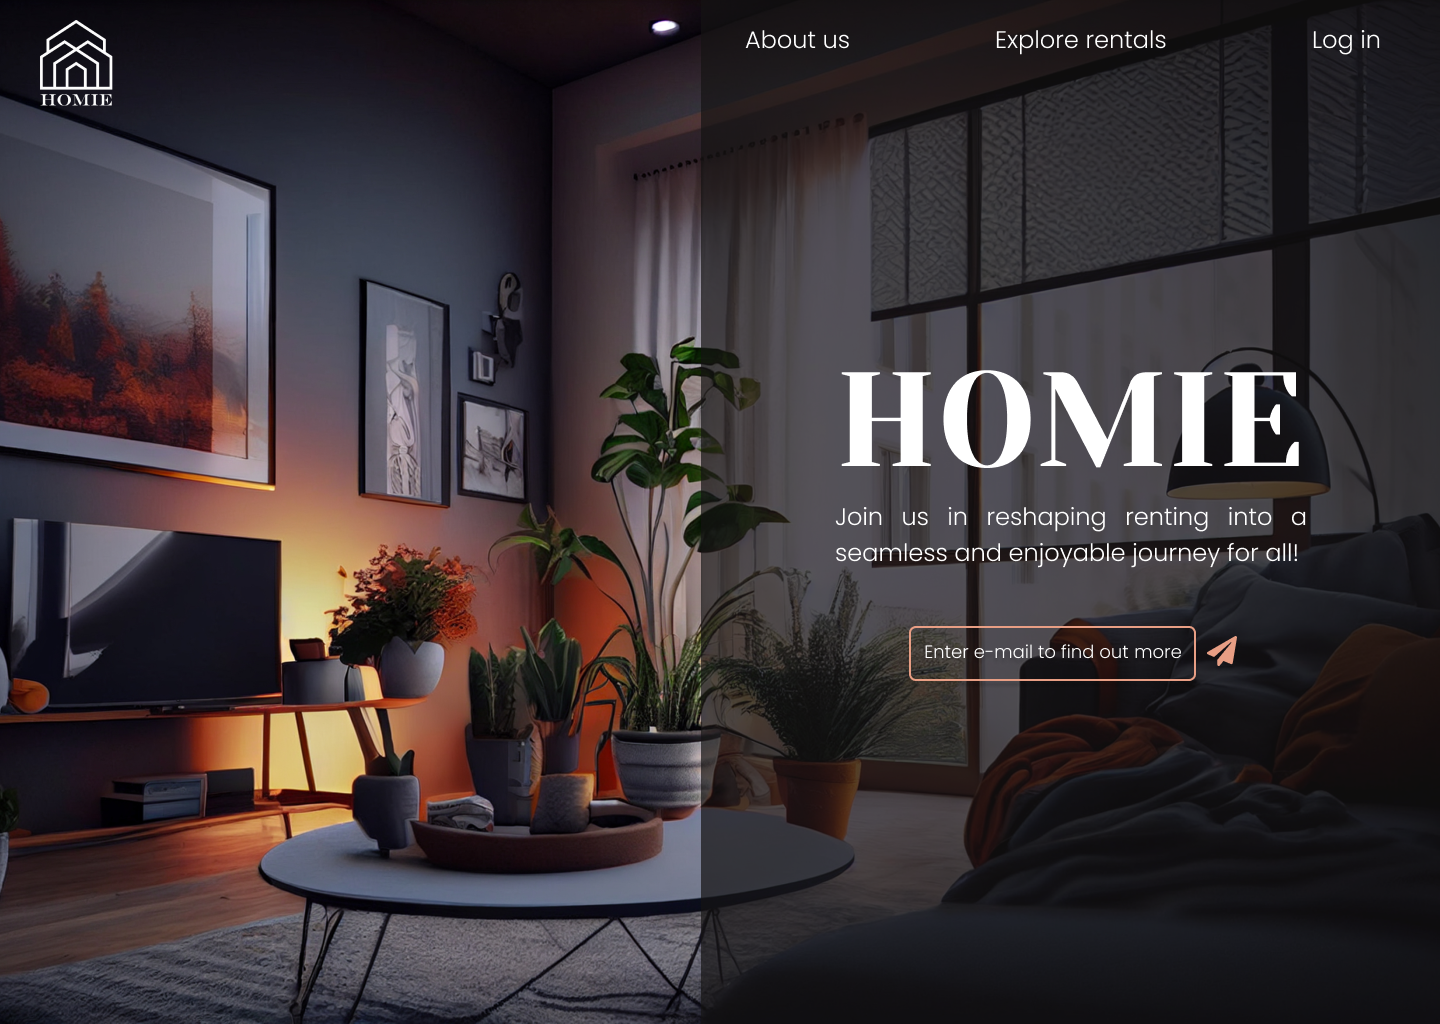 HOMIE
About us
Explore rentals
Log in
HOMIE
Join us in reshaping renting into a
seamless and enjoyable journey for all!
Enter e-mail to find out more